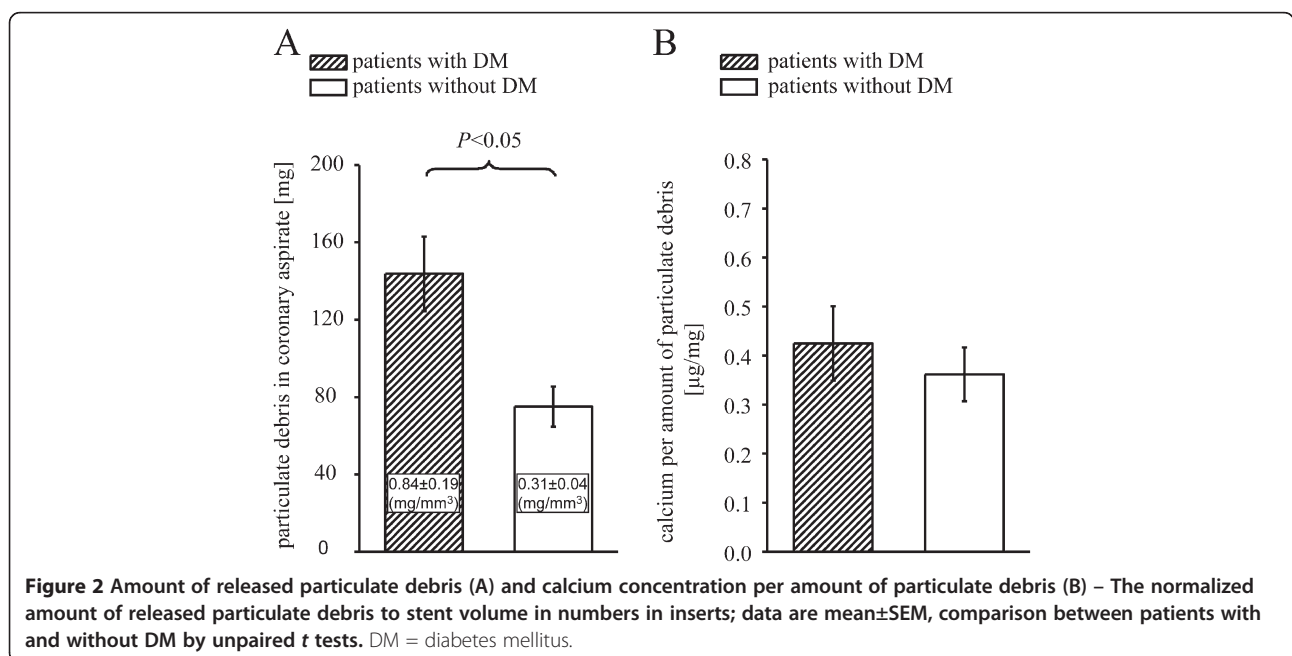 A
patients with DM
patients without DM
P<0.05
particulate debris in coronary aspirate [mg]
200
160
120
80
40
0
0.84±0.19
(mg/mm³)
0.31±0.04
(mg/mm³)
B
patients with DM
patients without DM
calcium per amount of particulate debris
[µg/mg]
0.8
0.7
0.6
0.5
0.4
0.3
0.2
0.1
0.0
Figure 2 Amount of released particulate debris (A) and calcium concentration per amount of particulate debris (B) – The normalized
amount of released particulate debris to stent volume in numbers in inserts; data are mean±SEM, comparison between patients with
and without DM by unpaired t tests. DM = diabetes mellitus.